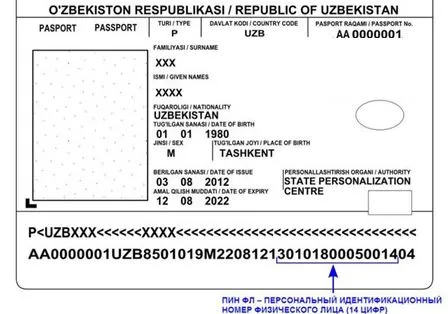 O'ZBEKISTON RESPUBLIKASI / REPUBLIC OF UZBEKISTAN
PASPORT PASSPORT
TURI / TYPE DAVLAT KODI / COUNTRY CODE PASPORT RAQAMI / PASSPORT No.
P UZB AA 0000001
FAMILIYASI / SURNAME
XXX
ISMI / GIVEN NAMES
XXXX
FUQAROLIGI / NATIONALITY
UZBEKISTAN
TUG'ILGAN SANASI / DATE OF BIRTH
01 01 1980
JINSI / SEX TUG'ILGAN JOYI / PLACE OF BIRTH
M TASHKENT
BERILGAN SANASI / DATE OF ISSUE PERSONALLASHTIRISH ORGANI / AUTHORITY
03 08 2012 STATE PERSONALIZATION
AMAL QILISH MUDDATI / DATE OF EXPIRY CENTRE
12 08 2022
P<UZBXXX<<<<<<XXXX<<<<<<<<<<<<<<<<<<<<<<<<<<<
AA0000001UZB8501019M22081213010180005001404
ПИН ФЛ – ПЕРСОНАЛЬНЫЙ ИДЕНТИФИКАЦИОННЫЙ
НОМЕР ФИЗИЧЕСКОГО ЛИЦА (14 ЦИФР)